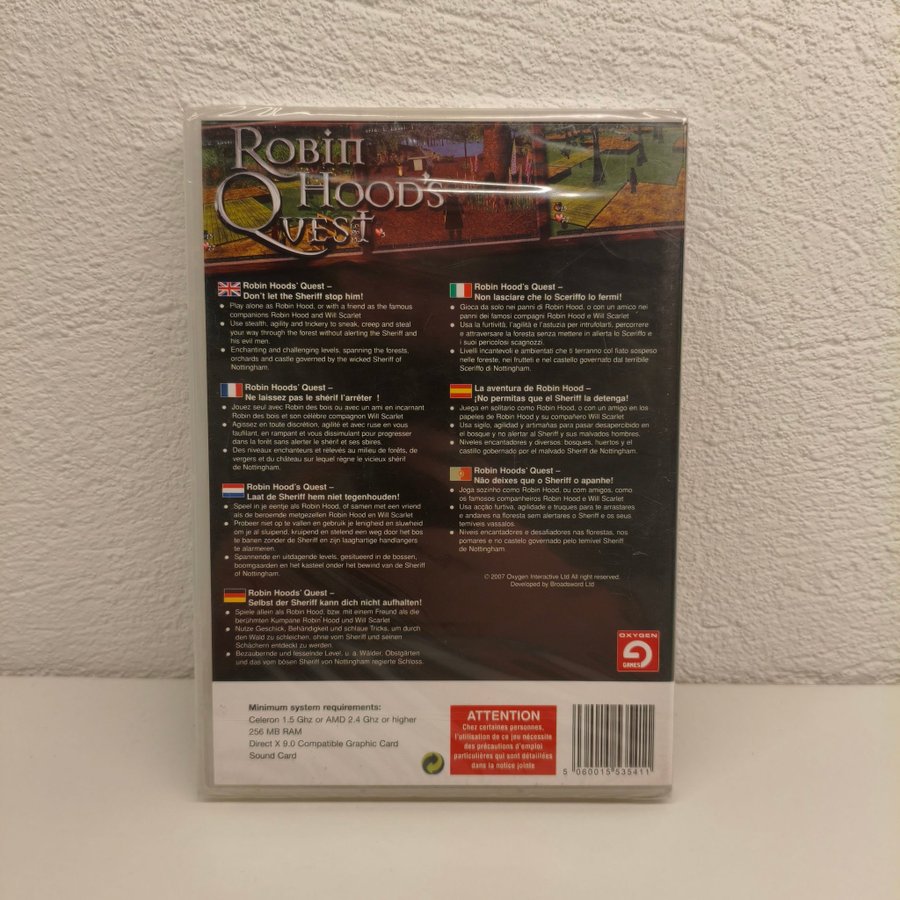 Robin
Hood's
Quest
Robin Hoods' Quest –
Don't let the Sheriff stop him!
• Play alone as Robin Hood, or with a friend as the famous
companions Robin Hood and Will Scarlet
• Use stealth, agility and trickery to sneak, creep and steal
your way through the forest without alerting the Sheriff and
his evil men.
• Enchanting and challenging levels, spanning the forests,
orchards and castle governed by the wicked Sheriff of
Nottingham.
Robin Hoods' Quest –
Ne laissez pas le shérif l'arrêter !
• Jouez seul avec Robin des bois ou avec un ami en incarnant
Robin des bois et son célèbre compagnon Will Scarlet
• Agissez en toute discrétion, agilité et avec ruse en vous
faufilant, en rampant et vous dissimulant pour progresser
dans la forêt sans alerter le shérif et ses sbires.
• Des niveaux enchanteurs et relevés au milieu de forêts, de
vergers et du château sur lequel règne le vicieux shérif
de Nottingham.
Robin Hood's Quest –
Laat de Sheriff hem niet tegenhouden!
• Speel in je eentje als Robin Hood, of samen met een vriend
als de beroemde metgezellen Robin Hood en Will Scarlet
• Probeer niet op te vallen en gebruik je lenigheid en sluwheid
om je al sluipend, kruipend en stelend een weg door het bos
te banen zonder de Sheriff en zijn laaghartige handlangers
te alarmeren.
• Spannende en uitdagende levels, gesitueerd in de bossen,
boomgaarden en het kasteel onder het bewind van de Sheriff
of Nottingham.
Robin Hoods' Quest –
Selbst der Sheriff kann dich nicht aufhalten!
• Spiele allein als Robin Hood, bzw. mit einem Freund als die
berühmten Kumpane Robin Hood und Will Scarlet
• Nutze Geschick, Behändigkeit und schlaue Tricks, um durch
den Wald zu schleichen, ohne vom Sheriff und seinen
Schächern entdeckt zu werden.
• Bezaubernde und fesselnde Level, u. a. Wälder, Obstgärten
und das vom bösen Sheriff von Nottingham regierte Schloss.
Robin Hood's Quest –
Non lasciare che lo Sceriffo lo fermi!
• Gioca da solo nei panni di Robin Hood, o con un amico nei
panni dei famosi compagni Robin Hood e Will Scarlet
• Usa la furtività, l'agilità e l'astuzia per intrufolarti, percorrere
e attraversare la foresta senza mettere in allerta lo Sceriffo e
i suoi pericolosi scagnozzi.
• Livelli incantevoli e ambientati che ti terranno col fiato sospeso
nelle foreste, nei frutteti e nel castello governato dal terribile
Sceriffo di Nottingham.
La aventura de Robin Hood –
¡No permitas que el Sheriff la detenga!
• Juega en solitario como Robin Hood, o con un amigo en los
papeles de Robin Hood y su compañero Will Scarlet
• Usa sigilo, agilidad y artimañas para pasar desapercibido en
el bosque y no alertar al Sheriff y sus malvados hombres.
• Niveles encantadores y diversos: bosques, huertos y el
castillo gobernado por el malvado Sheriff de Nottingham.
Robin Hoods' Quest –
Não deixes que o Sheriff o apanhe!
• Joga sozinho como Robin Hood, ou com amigos, como
os famosos companheiros Robin Hood e Will Scarlet
• Usa acção furtiva, agilidade e truques para te arrastares
e andares na floresta sem alertares o Sheriff e os seus
temíveis vassalos.
• Níveis encantadores e desafiadores nas florestas, nos
pomares e no castelo governado pelo temível Sheriff
de Nottingham.
© 2007 Oxygen Interactive Ltd All right reserved.
Developed by Broadsword Ltd
OXYGEN
GAMES
Minimum system requirements:
Celeron 1.5 Ghz or AMD 2.4 Ghz or higher
256 MB RAM
Direct X 9.0 Compatible Graphic Card
Sound Card
ATTENTION
Chez certaines personnes,
l'utilisation de ce jeu nécessite
des précautions d'emploi
particulières qui sont détaillées
dans la notice jointe
5 060015 535411